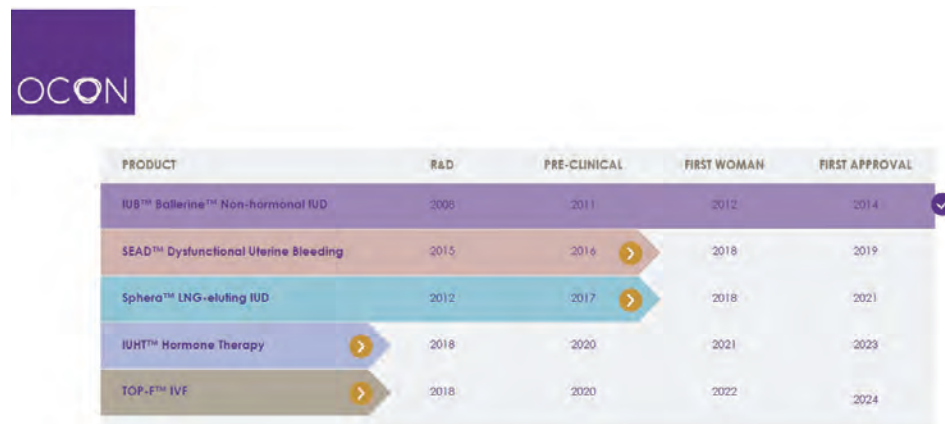 OCON
PRODUCT R&D PRE-CLINICAL FIRST WOMAN FIRST APPROVAL
IUB™ Ballerine™ Non-hormonal IUD 2008 2011 2012 2014
SEAD™ Dysfunctional Uterine Bleeding 2015 2016 2018 2019
Sphera™ LNG-eluting IUD 2012 2017 2018 2021
IUHT™ Hormone Therapy 2018 2020 2021 2023
TOP-F™ IVF 2018 2020 2022 2024